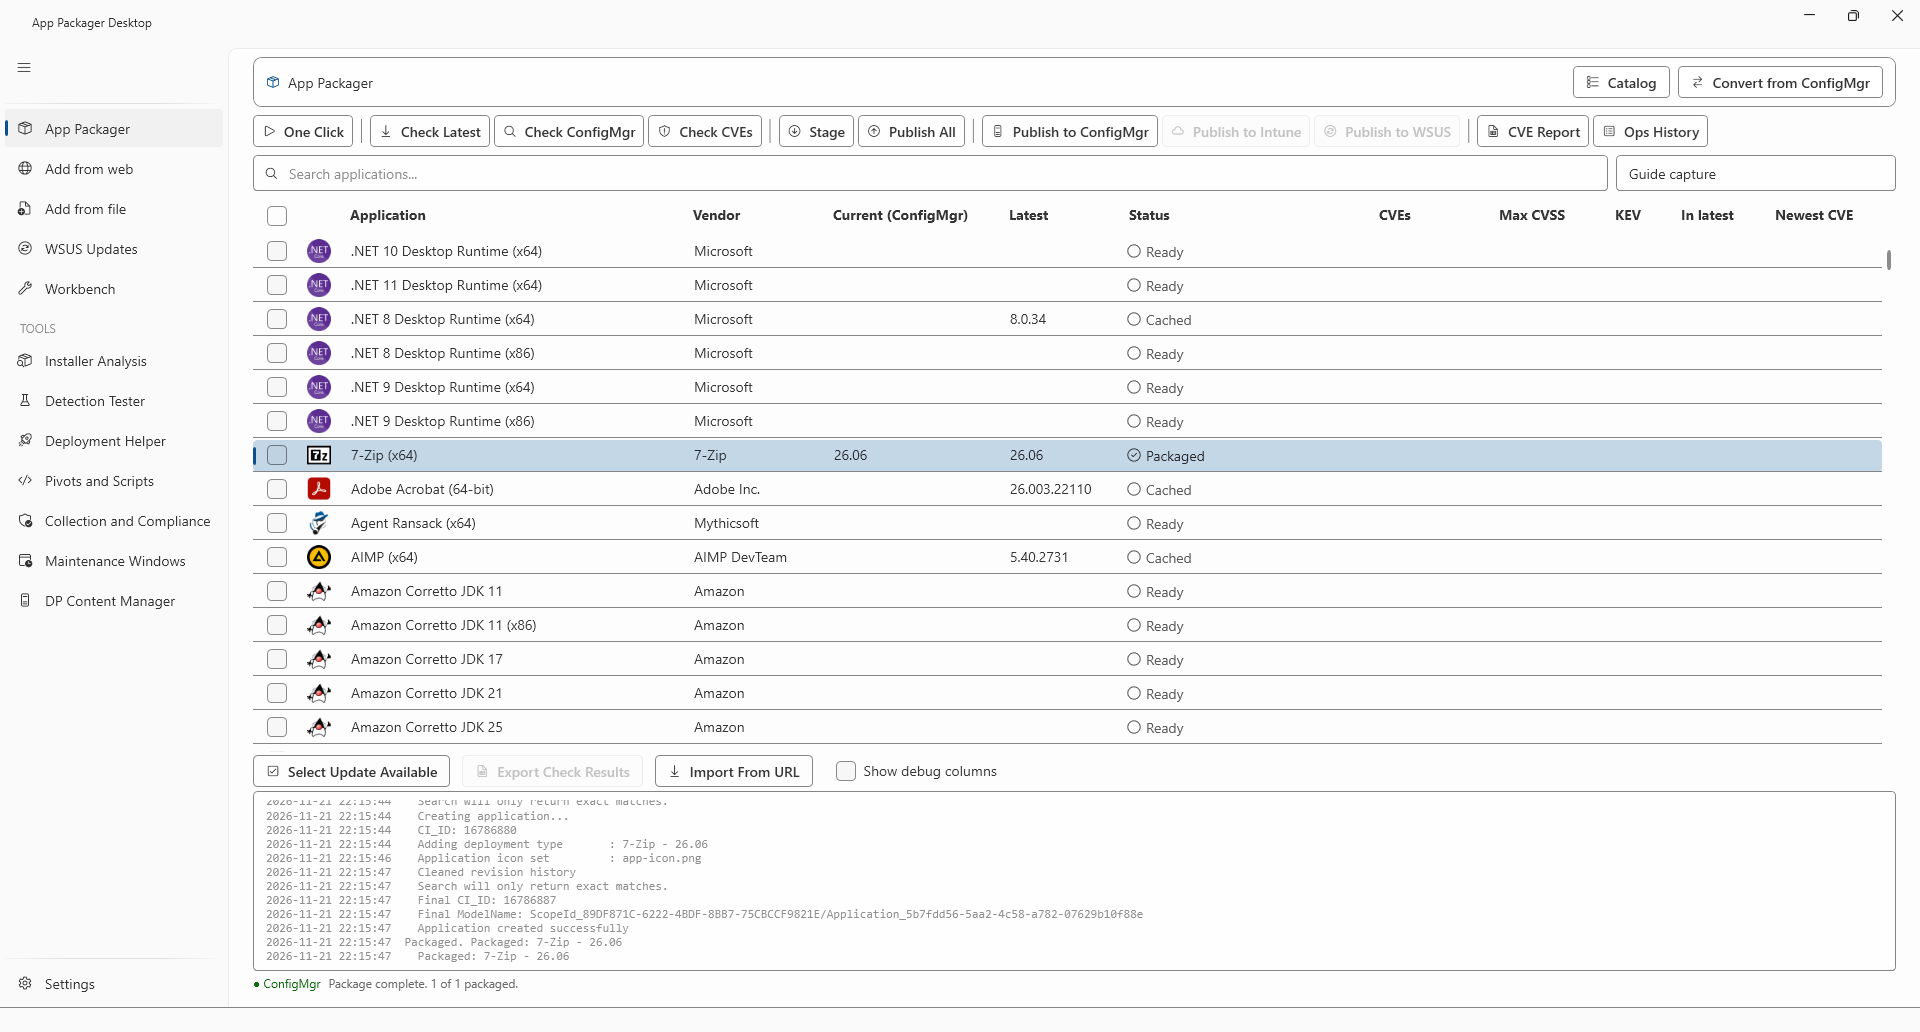 App Packager Desktop
App Packager
Catalog
Convert from ConfigMgr
App Packager
Add from web
Add from file
WSUS Updates
Workbench
TOOLS
Installer Analysis
Detection Tester
Deployment Helper
Pivots and Scripts
Collection and Compliance
Maintenance Windows
DP Content Manager
Settings
One Click
Check Latest
Check ConfigMgr
Check CVEs
Stage
Publish All
Publish to ConfigMgr
Publish to Intune
Publish to WSUS
CVE Report
Ops History
Search applications...
Guide capture
Application Vendor Current (ConfigMgr) Latest Status CVEs Max CVSS KEV In latest Newest CVE
.NET 10 Desktop Runtime (x64) Microsoft Ready
.NET 11 Desktop Runtime (x64) Microsoft Ready
.NET 8 Desktop Runtime (x64) Microsoft 8.0.34 Cached
.NET 8 Desktop Runtime (x86) Microsoft Ready
.NET 9 Desktop Runtime (x64) Microsoft Ready
.NET 9 Desktop Runtime (x86) Microsoft Ready
7-Zip (x64) 7-Zip 26.06 26.06 Packaged
Adobe Acrobat (64-bit) Adobe Inc. 26.003.22110 Cached
Agent Ransack (x64) Mythicsoft Ready
AIMP (x64) AIMP DevTeam 5.40.2731 Cached
Amazon Corretto JDK 11 Amazon Ready
Amazon Corretto JDK 11 (x86) Amazon Ready
Amazon Corretto JDK 17 Amazon Ready
Amazon Corretto JDK 21 Amazon Ready
Amazon Corretto JDK 25 Amazon Ready
Select Update Available
Export Check Results
Import From URL
Show debug columns
2026-11-21 22:15:44 Search will only return exact matches.
2026-11-21 22:15:44 Creating application...
2026-11-21 22:15:44 CI_ID: 16786880
2026-11-21 22:15:44 Adding deployment type : 7-Zip - 26.06
2026-11-21 22:15:46 Application icon set : app-icon.png
2026-11-21 22:15:47 Cleaned revision history
2026-11-21 22:15:47 Search will only return exact matches.
2026-11-21 22:15:47 Final CI_ID: 16786887
2026-11-21 22:15:47 Final ModelName: ScopeId_89DF871C-6222-4BDF-8BB7-75CBCCF9821E/Application_5b7fdd56-5aa2-4c58-a782-07629b10f88e
2026-11-21 22:15:47 Application created successfully
2026-11-21 22:15:47 Packaged. Packaged: 7-Zip - 26.06
2026-11-21 22:15:47 Packaged: 7-Zip - 26.06
ConfigMgr Package complete. 1 of 1 packaged.